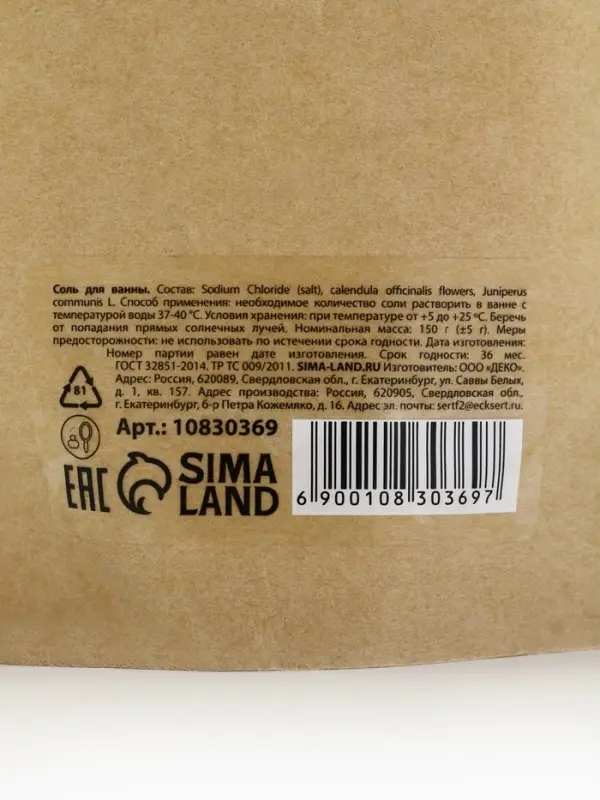 Соль для ванны. Состав: Sodium Chloride (salt), calendula officinalis flowers, Juniperus
communis L. Способ применения: необходимое количество соли растворить в ванне с
температурой воды 37-40 °С. Условия хранения: при температуре от +5 до +25 ºС. Беречь
от попадания прямых солнечных лучей. Номинальная масса: 150 г (±5 г). Меры
предосторожности: не использовать по истечении срока годности. Дата изготовления:
Номер партии равен дате изготовления. Срок годности: 36 мес.
ГОСТ 32851-2014. ТР ТС 009/2011. SIMA-LAND.RU Изготовитель: ООО «ДЕКО».
Адрес: Россия, 620089, Свердловская обл., г. Екатеринбург, ул. Саввы Белых,
д. 1, кв. 157. Адрес производства: Россия, 620905, Свердловская обл.,
г. Екатеринбург, б-р Петра Кожемяко, д. 16. Адрес эл. почты: sertf2@ecksert.ru.
81
Арт.: 10830369
EAC
SIMA
LAND
6 900108 303697